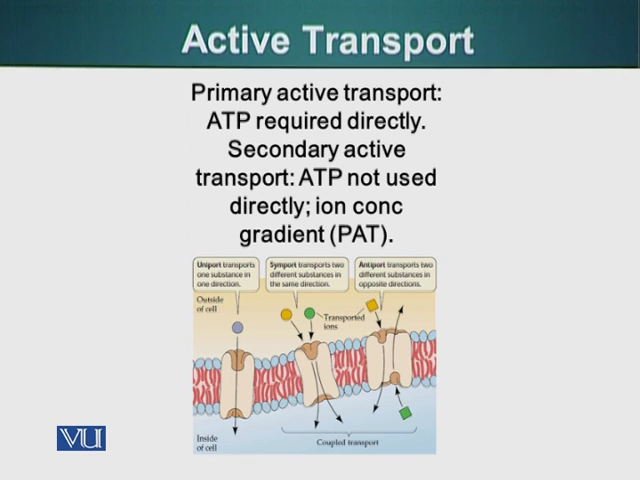 Active Transport
Primary active transport:
ATP required directly.
Secondary active
transport: ATP not used
directly; ion conc
gradient (PAT).
Uniport transports
one substance in
one direction.
Symport transports two
different substances in
the same direction.
Antiport transports two
different substances in
opposite directions.
Outside
of cell
Transported
ions
Inside
of cell
Coupled transport
VU